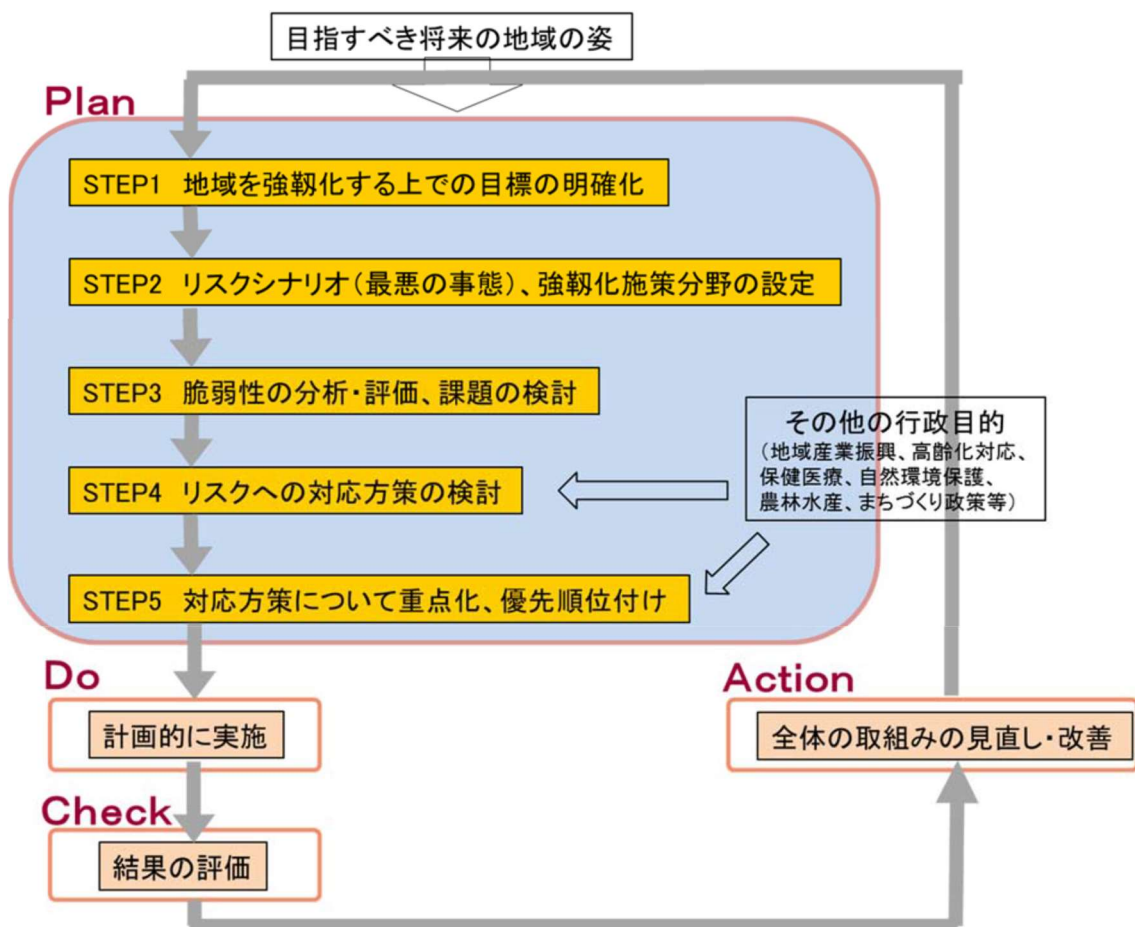 目指すべき将来の地域の姿
Plan
STEP1 地域を強靱化する上での目標の明確化
STEP2 リスクシナリオ(最悪の事態)、強靱化施策分野の設定
STEP3 脆弱性の分析・評価、課題の検討
その他の行政目的
(地域産業振興、高齢化対応、
保健医療、自然環境保護、
農林水産、まちづくり政策等)
STEP4 リスクへの対応方策の検討
STEP5 対応方策について重点化、優先順位付け
Do
計画的に実施
Action
全体の取組みの見直し・改善
Check
結果の評価